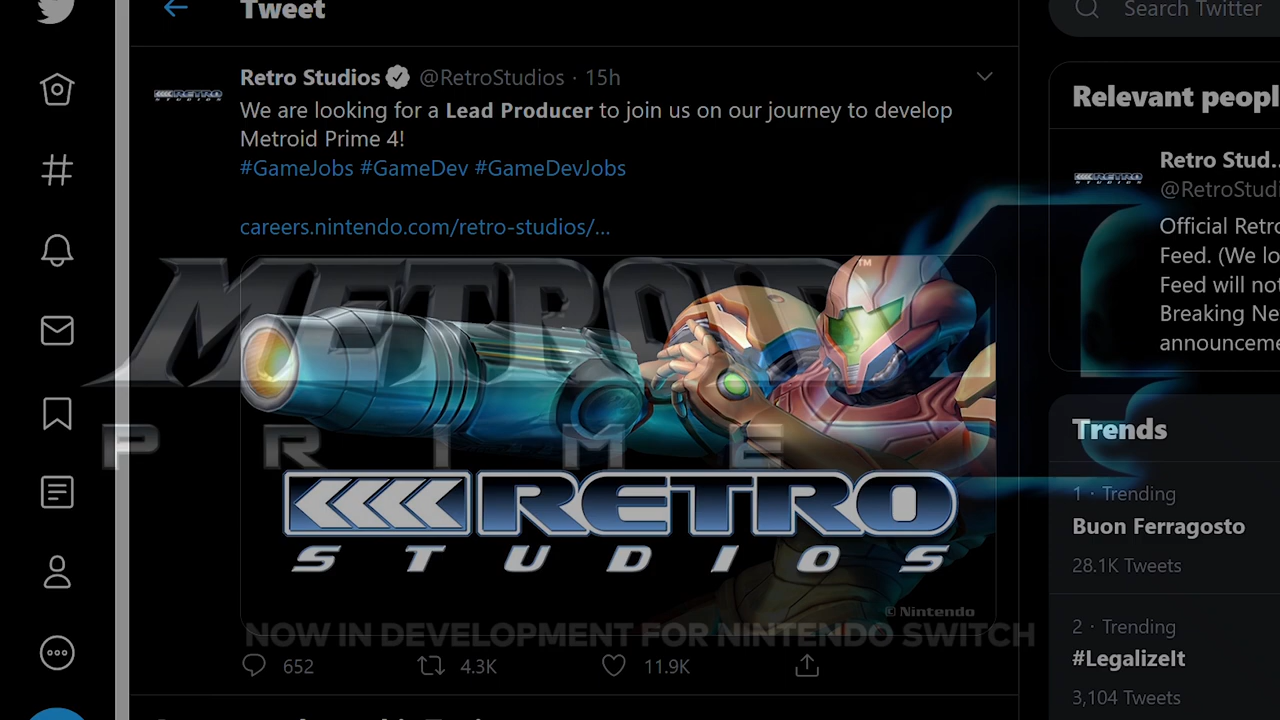 Tweet
Search Twitter
Retro Studios @RetroStudios · 15h
We are looking for a Lead Producer to join us on our journey to develop
Metroid Prime 4!
#GameJobs #GameDev #GameDevJobs
careers.nintendo.com/retro-studios/...
METROID
™
PRIME
RETRO
STUDIOS
© Nintendo
NOW IN DEVELOPMENT FOR NINTENDO SWITCH
652
4.3K
11.9K
Relevant peopl
RETRO
STUDIOS
Retro Stud...
@RetroStudi
Official Retro
Feed. (We lo
Feed will not
Breaking Ne
announceme
Trends
1 · Trending
Buon Ferragosto
28.1K Tweets
2 · Trending
#LegalizeIt
3,104 Tweets